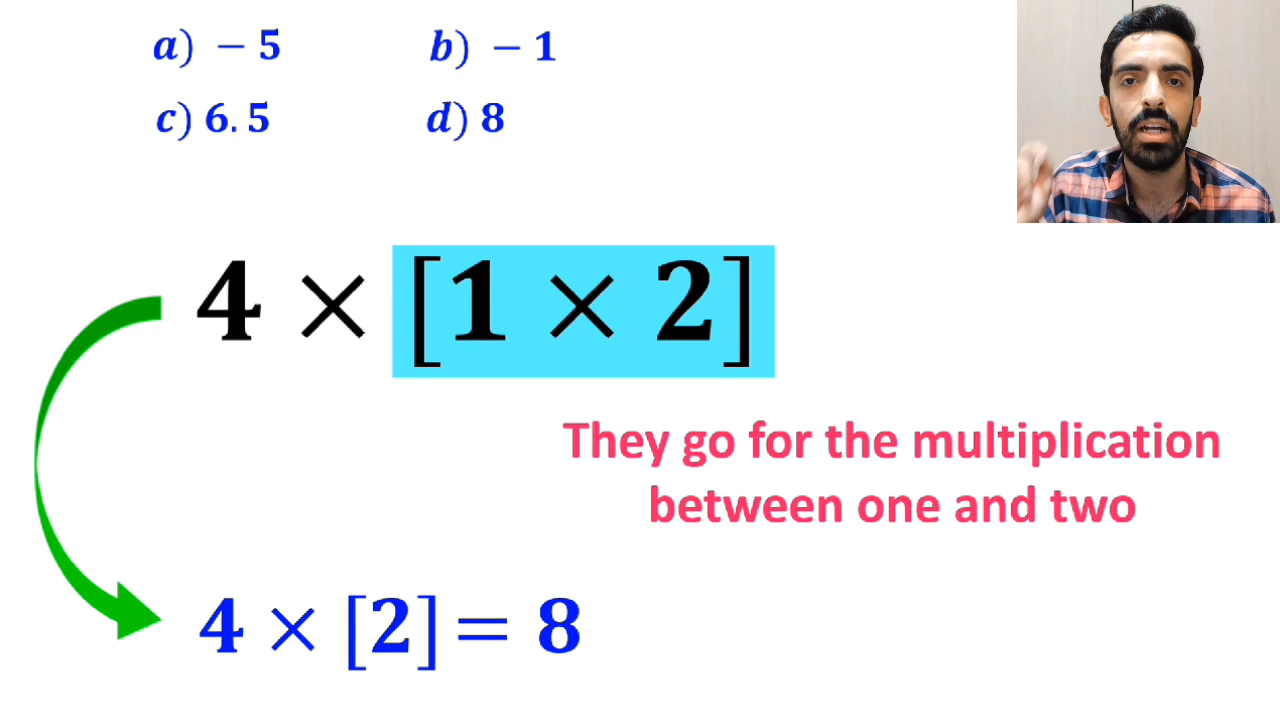 a) − 5 b) − 1
c) 6.5 d) 8
4 × [1 × 2]
They go for the multiplication
between one and two
4 × [2] = 8